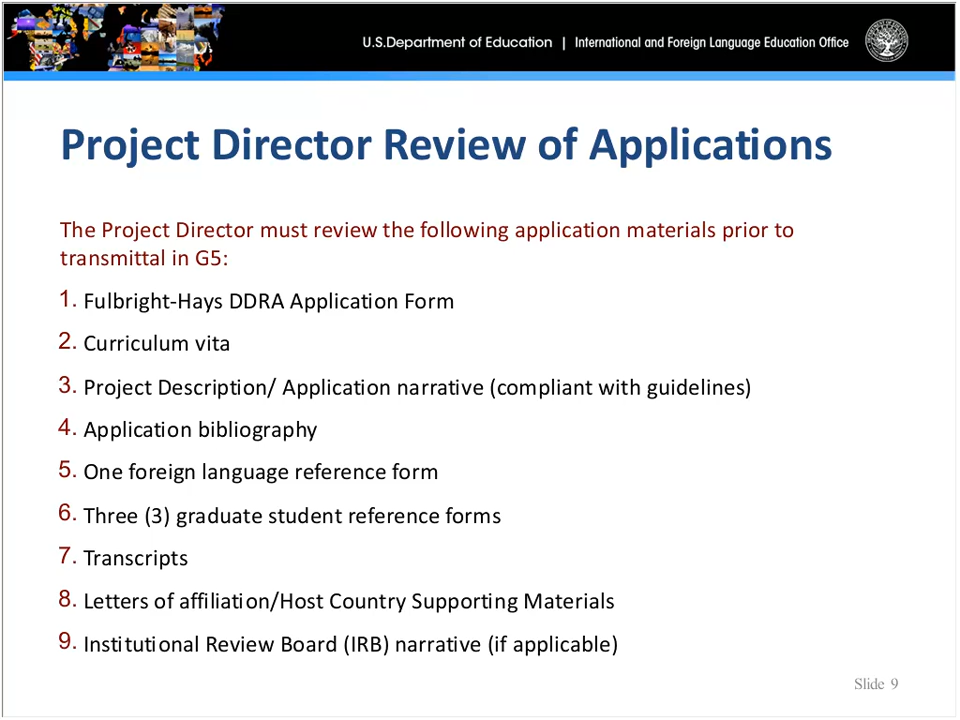 U.S.Department of Education | International and Foreign Language Education Office
Project Director Review of Applications
The Project Director must review the following application materials prior to
transmittal in G5:
1. Fulbright-Hays DDRA Application Form
2. Curriculum vita
3. Project Description/ Application narrative (compliant with guidelines)
4. Application bibliography
5. One foreign language reference form
6. Three (3) graduate student reference forms
7. Transcripts
8. Letters of affiliation/Host Country Supporting Materials
9. Institutional Review Board (IRB) narrative (if applicable)
Slide 9